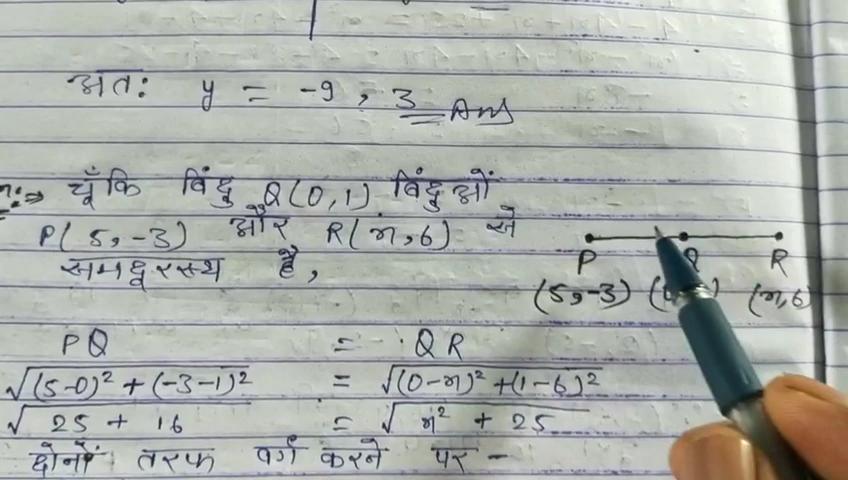 अतः y = -9, 3 Ans
चूँकि विंदु Q(0,1) विंदुओं
P(5,-3) और R(x,6) से
समदूरस्थ है,
P R
(5,-3) (x,6)
PQ = QR
√(5-0)² + (-3-1)² = √(0-x)² + (1-6)²
√25 + 16 = √x² + 25
दोनों तरफ वर्ग करने पर -